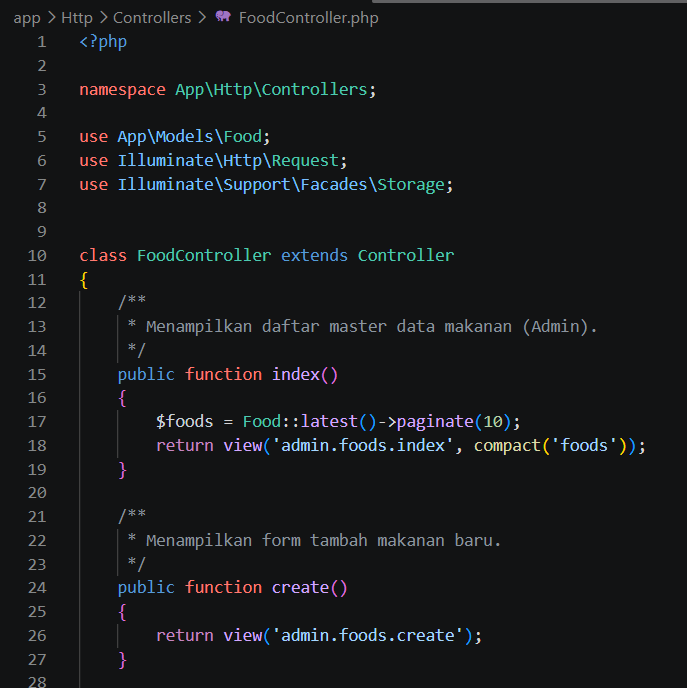 app > Http > Controllers > FoodController.php
1 <?php
2
3 namespace App\Http\Controllers;
4
5 use App\Models\Food;
6 use Illuminate\Http\Request;
7 use Illuminate\Support\Facades\Storage;
8
9
10 class FoodController extends Controller
11 {
12     /**
13      * Menampilkan daftar master data makanan (Admin).
14      */
15     public function index()
16     {
17         $foods = Food::latest()->paginate(10);
18         return view('admin.foods.index', compact('foods'));
19     }
20
21     /**
22      * Menampilkan form tambah makanan baru.
23      */
24     public function create()
25     {
26         return view('admin.foods.create');
27     }
28